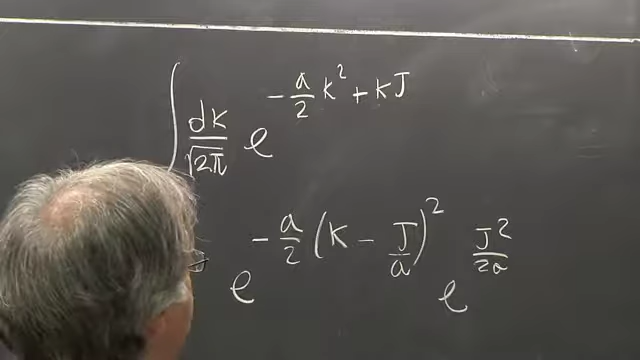 ∫ dk/√2π e^{-a/2 k² + kJ}
e^{-a/2 (k - J/a)²} e^{J²/2a}